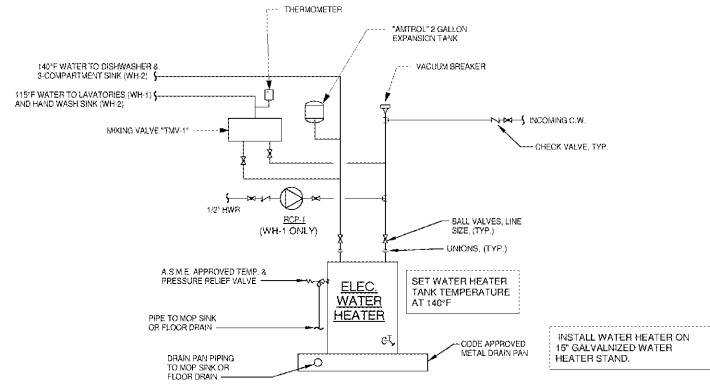 THERMOMETER
"AMTROL" 2 GALLON
EXPANSION TANK
140°F WATER TO DISHWASHER &
3-COMPARTMENT SINK (WH-2)
VACUUM BREAKER
115°F WATER TO LAVATORIES (WH-1)
AND HAND WASH SINK (WH-2)
INCOMING C.W.
MIXING VALVE "TMV-1"
CHECK VALVE, TYP.
1/2" HWR
RCP-1
(WH-1 ONLY)
BALL VALVES, LINE
SIZE, (TYP.)
UNIONS, (TYP.)
A.S.M.E. APPROVED TEMP. &
PRESSURE RELIEF VALVE
ELEC.
WATER
HEATER
SET WATER HEATER
TANK TEMPERATURE
AT 140°F
PIPE TO MOP SINK
OR FLOOR DRAIN
CODE APPROVED
METAL DRAIN PAN
DRAIN PAN PIPING
TO MOP SINK OR
FLOOR DRAIN
INSTALL WATER HEATER ON
15" GALVALNIZED WATER
HEATER STAND.